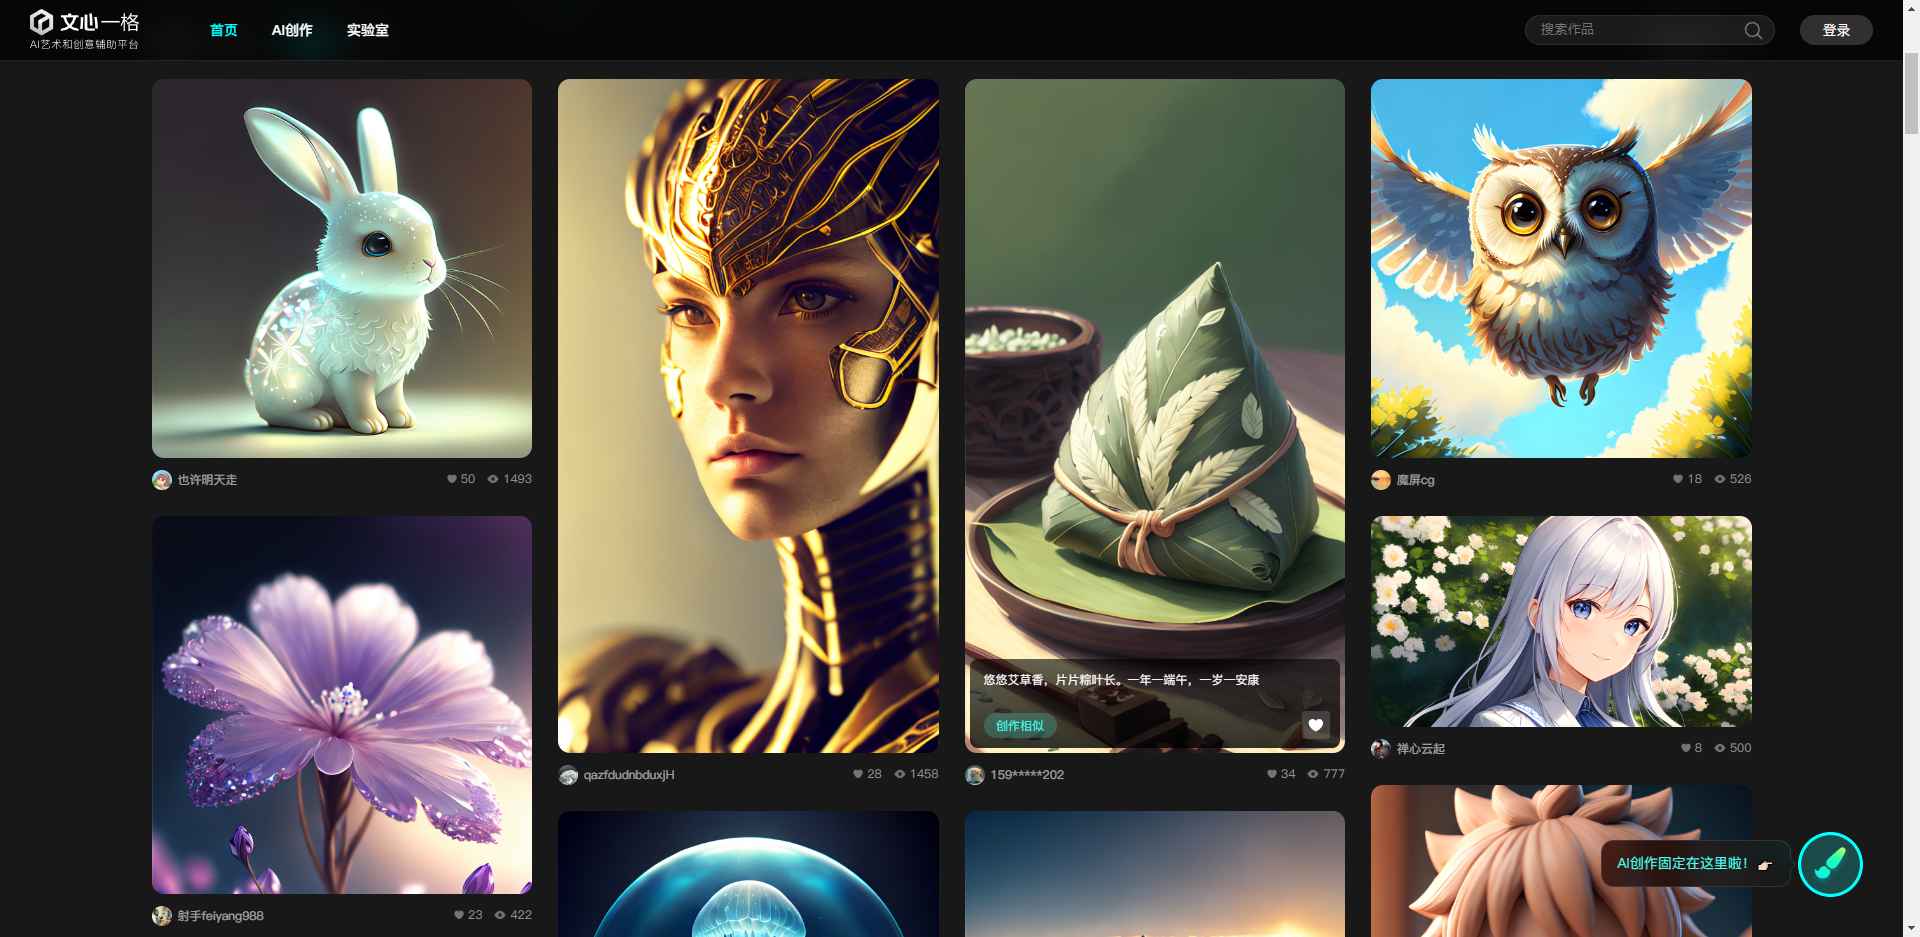 文心一格
AI艺术和创意辅助平台
首页
AI创作
实验室
搜索作品
登录
也许明天走
50
1493
qazfdudnbduxjH
28
1458
悠悠艾草香，片片粽叶长。一年一端午，一岁一安康
创作相似
159*****202
34
777
魔屏cg
18
526
禅心云起
8
500
射手feiyang988
23
422
AI创作固定在这里啦！